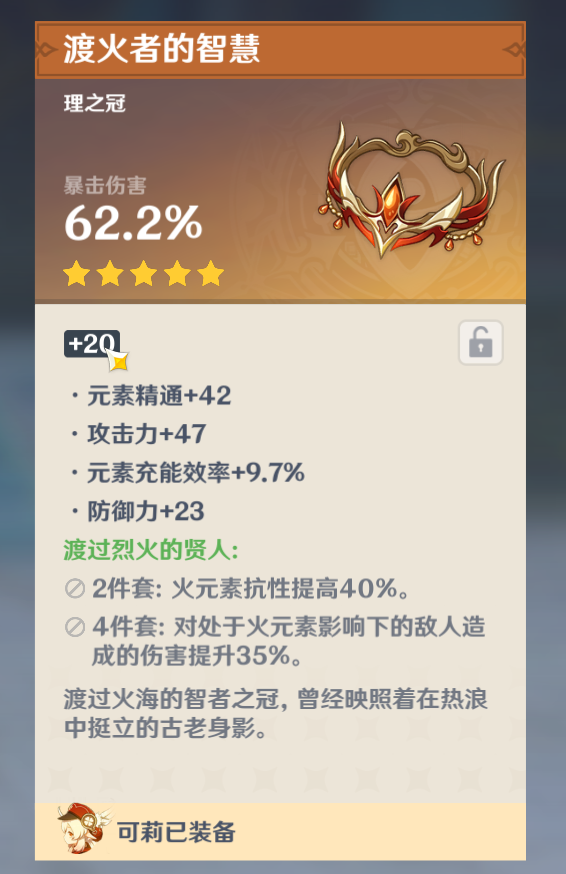 渡火者的智慧
理之冠
暴击伤害
62.2%
+20
·元素精通+42
·攻击力+47
·元素充能效率+9.7%
·防御力+23
渡过烈火的贤人:
2件套: 火元素抗性提高40%。
4件套: 对处于火元素影响下的敌人造
成的伤害提升35%。
渡过火海的智者之冠, 曾经映照着在热浪
中挺立的古老身影。
可莉已装备